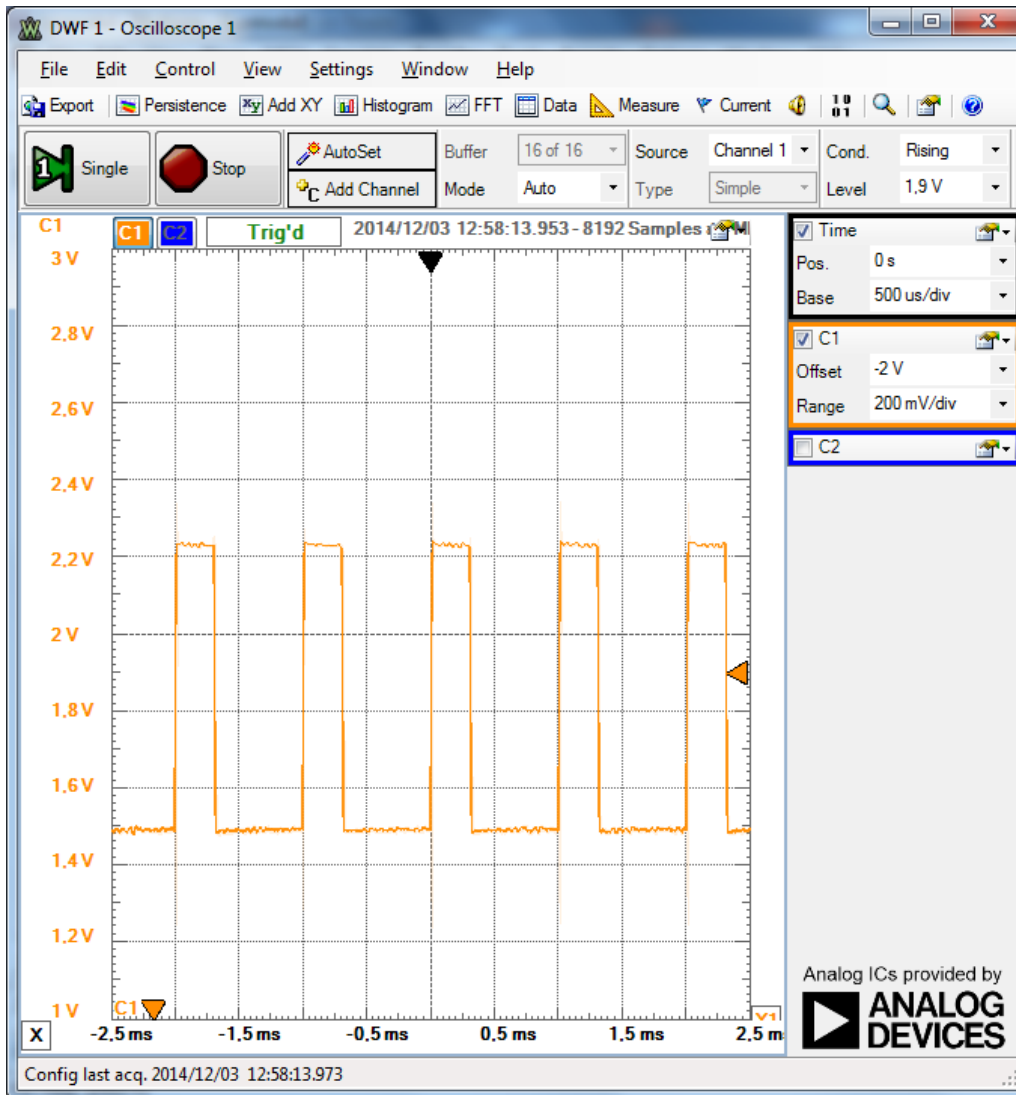 DWF 1 - Oscilloscope 1
File Edit Control View Settings Window Help
Export Persistence Add XY Histogram FFT Data Measure Current
Single Stop AutoSet Buffer 16 of 16 Source Channel 1 Cond. Rising
Add Channel Mode Auto Type Simple Level 1,9 V
C1 C1 C2 Trig'd 2014/12/03 12:58:13.953 - 8192 Samples
Time
Pos. 0 s
Base 500 us/div
C1
Offset -2 V
Range 200 mV/div
C2
3 V
2,8 V
2,6 V
2,4 V
2,2 V
2 V
1,8 V
1,6 V
1,4 V
1,2 V
1 V
C1
X -2,5 ms -1,5 ms -0,5 ms 0,5 ms 1,5 ms 2,5 m
Analog ICs provided by
ANALOG
DEVICES
Config last acq. 2014/12/03 12:58:13.973